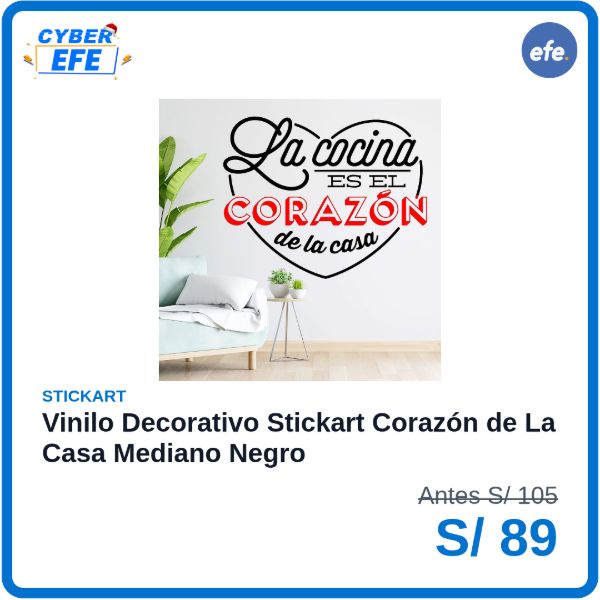 CYBER
EFE
efe.
La cocina
ES EL
CORAZÓN
de la casa
STICKART
Vinilo Decorativo Stickart Corazón de La
Casa Mediano Negro
Antes S/ 105
S/ 89